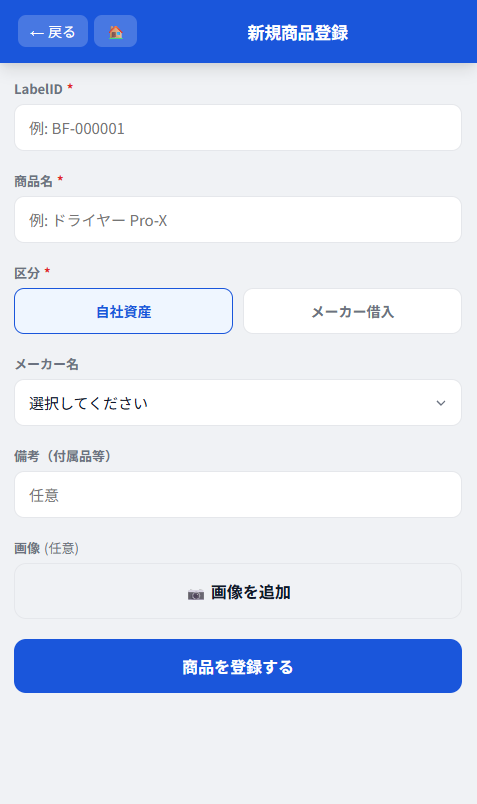 ← 戻る
新規商品登録
LabelID *
例: BF-000001
商品名 *
例: ドライヤー Pro-X
区分 *
自社資産
メーカー借入
メーカー名
選択してください
備考（付属品等）
任意
画像 (任意)
画像を追加
商品を登録する